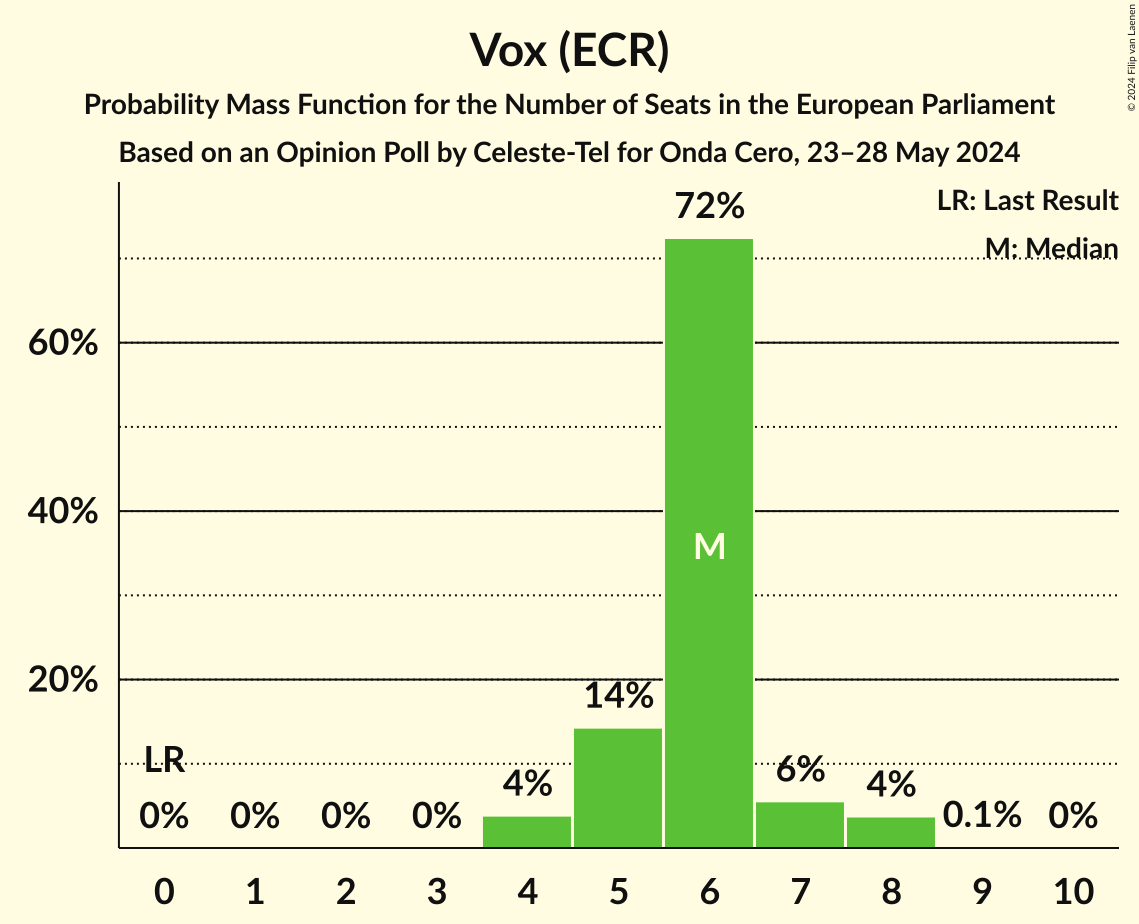 Vox (ECR)
Probability Mass Function for the Number of Seats in the European Parliament
Based on an Opinion Poll by Celeste-Tel for Onda Cero, 23–28 May 2024
© 2024 Filip van Laenen
LR: Last Result
M: Median
72%
60%
40%
M
20%
14%
LR
4%
6%
4%
0%
0%
0%
0%
0.1%
0%
0 1 2 3 4 5 6 7 8 9 10